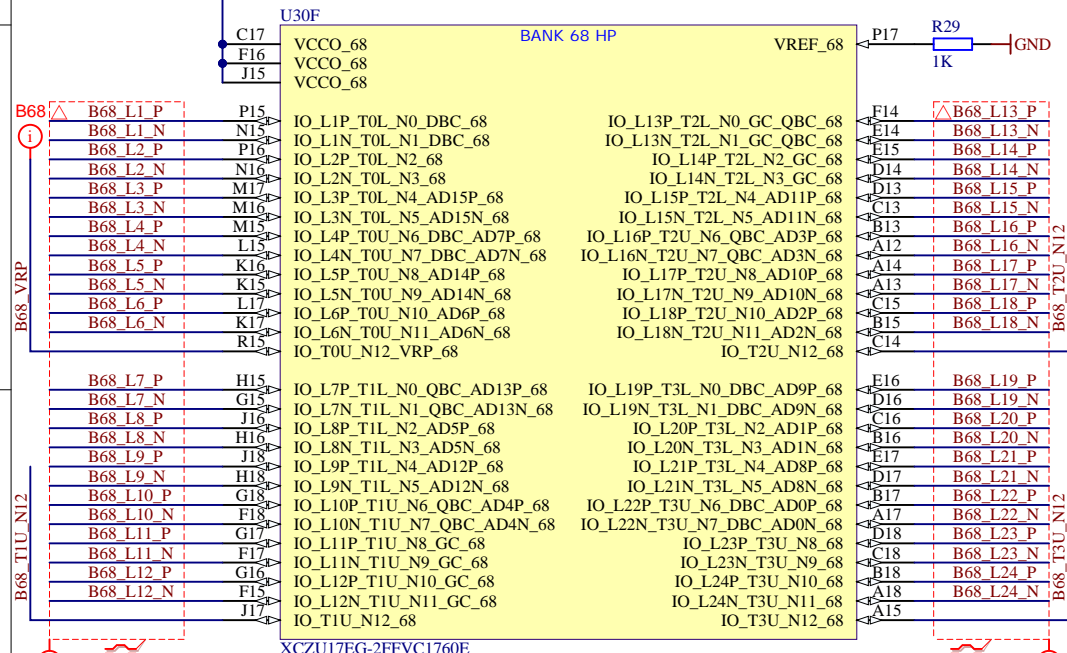 U30F
BANK 68 HP
C17 VCCO_68 VREF_68 P17 R29 GND
F16 VCCO_68 1K
J15 VCCO_68
B68
i
B68_L1_P P15 IO_L1P_T0L_N0_DBC_68 IO_L13P_T2L_N0_GC_QBC_68 F14 B68_L13_P
B68_L1_N N15 IO_L1N_T0L_N1_DBC_68 IO_L13N_T2L_N1_GC_QBC_68 E14 B68_L13_N
B68_L2_P P16 IO_L2P_T0L_N2_68 IO_L14P_T2L_N2_GC_68 E15 B68_L14_P
B68_L2_N N16 IO_L2N_T0L_N3_68 IO_L14N_T2L_N3_GC_68 D14 B68_L14_N
B68_L3_P M17 IO_L3P_T0L_N4_AD15P_68 IO_L15P_T2L_N4_AD11P_68 D13 B68_L15_P
B68_L3_N M16 IO_L3N_T0L_N5_AD15N_68 IO_L15N_T2L_N5_AD11N_68 C13 B68_L15_N
B68_L4_P M15 IO_L4P_T0U_N6_DBC_AD7P_68 IO_L16P_T2U_N6_QBC_AD3P_68 B13 B68_L16_P
B68_L4_N L15 IO_L4N_T0U_N7_DBC_AD7N_68 IO_L16N_T2U_N7_QBC_AD3N_68 A12 B68_L16_N
B68_L5_P K16 IO_L5P_T0U_N8_AD14P_68 IO_L17P_T2U_N8_AD10P_68 A14 B68_L17_P
B68_L5_N K15 IO_L5N_T0U_N9_AD14N_68 IO_L17N_T2U_N9_AD10N_68 A13 B68_L17_N
B68_L6_P L17 IO_L6P_T0U_N10_AD6P_68 IO_L18P_T2U_N10_AD2P_68 C15 B68_L18_P
B68_L6_N K17 IO_L6N_T0U_N11_AD6N_68 IO_L18N_T2U_N11_AD2N_68 B15 B68_L18_N
B68_VRP R15 IO_T0U_N12_VRP_68 IO_T2U_N12_68 C14 B68_T2U_N12
B68_L7_P H15 IO_L7P_T1L_N0_QBC_AD13P_68 IO_L19P_T3L_N0_DBC_AD9P_68 E16 B68_L19_P
B68_L7_N G15 IO_L7N_T1L_N1_QBC_AD13N_68 IO_L19N_T3L_N1_DBC_AD9N_68 D16 B68_L19_N
B68_L8_P J16 IO_L8P_T1L_N2_AD5P_68 IO_L20P_T3L_N2_AD1P_68 C16 B68_L20_P
B68_L8_N H16 IO_L8N_T1L_N3_AD5N_68 IO_L20N_T3L_N3_AD1N_68 B16 B68_L20_N
B68_L9_P J18 IO_L9P_T1L_N4_AD12P_68 IO_L21P_T3L_N4_AD8P_68 E17 B68_L21_P
B68_L9_N H18 IO_L9N_T1L_N5_AD12N_68 IO_L21N_T3L_N5_AD8N_68 D17 B68_L21_N
B68_L10_P G18 IO_L10P_T1U_N6_QBC_AD4P_68 IO_L22P_T3U_N6_DBC_AD0P_68 B17 B68_L22_P
B68_L10_N F18 IO_L10N_T1U_N7_QBC_AD4N_68 IO_L22N_T3U_N7_DBC_AD0N_68 A17 B68_L22_N
B68_L11_P G17 IO_L11P_T1U_N8_GC_68 IO_L23P_T3U_N8_68 D18 B68_L23_P
B68_L11_N F17 IO_L11N_T1U_N9_GC_68 IO_L23N_T3U_N9_68 C18 B68_L23_N
B68_L12_P G16 IO_L12P_T1U_N10_GC_68 IO_L24P_T3U_N10_68 B18 B68_L24_P
B68_L12_N F15 IO_L12N_T1U_N11_GC_68 IO_L24N_T3U_N11_68 A18 B68_L24_N
B68_T1U_N12 J17 IO_T1U_N12_68 IO_T3U_N12_68 A15 B68_T3U_N12
XCZU17EG-2FFVC1760E